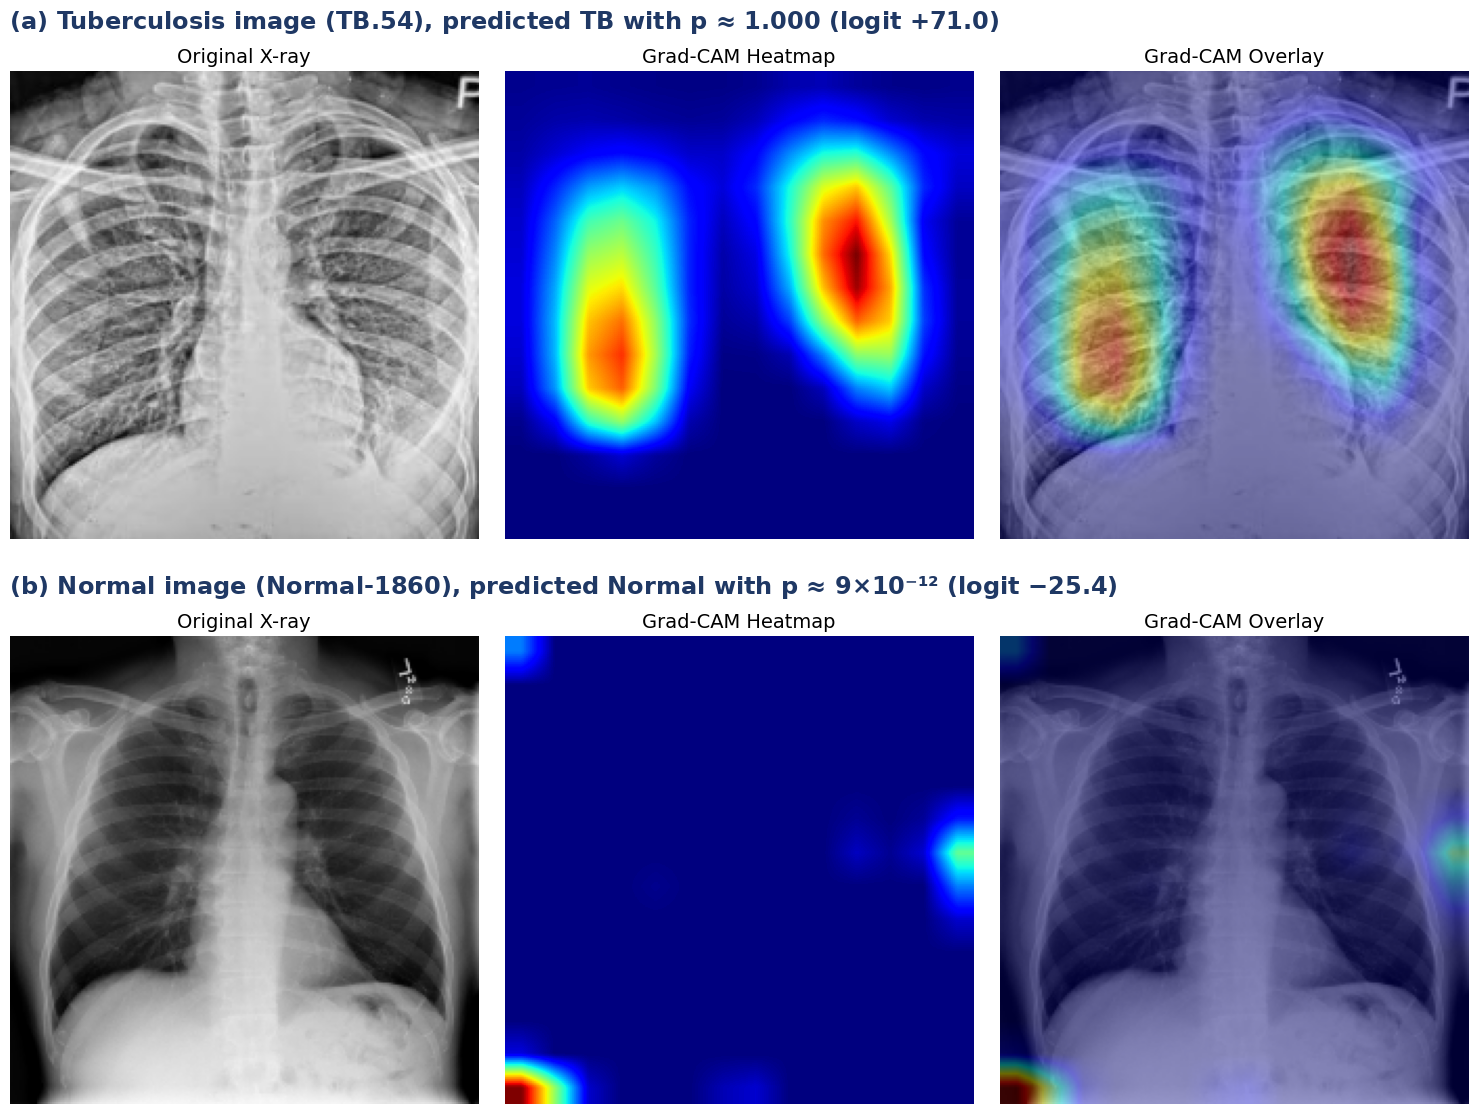 (a) Tuberculosis image (TB.54), predicted TB with p ≈ 1.000 (logit +71.0)
Original X-ray
Grad-CAM Heatmap
Grad-CAM Overlay
(b) Normal image (Normal-1860), predicted Normal with p ≈ 9×10⁻¹² (logit −25.4)
Original X-ray
Grad-CAM Heatmap
Grad-CAM Overlay